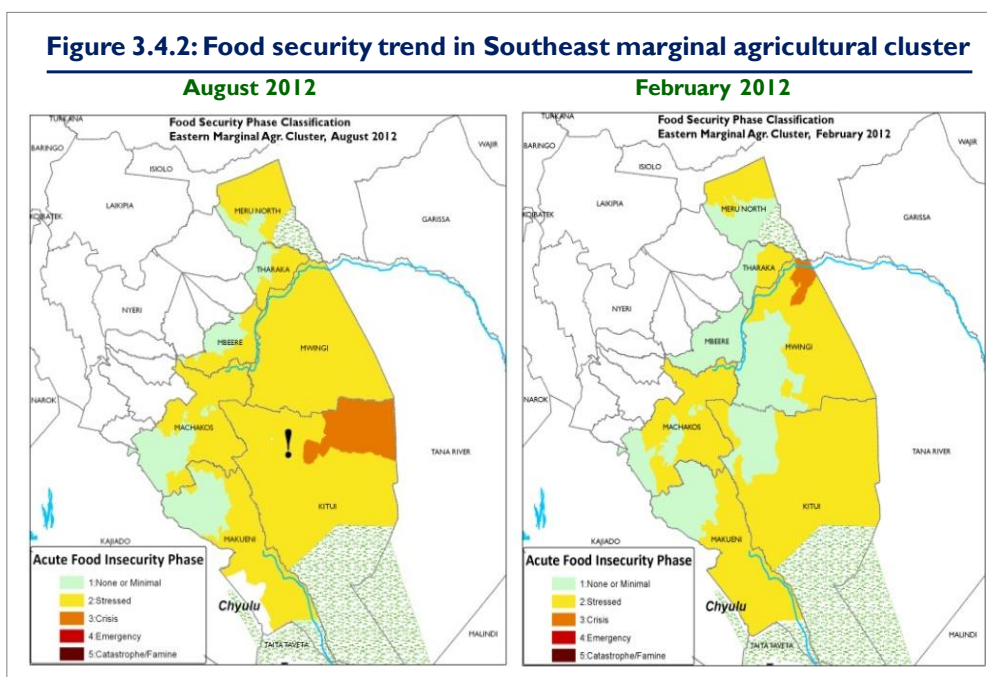 Figure 3.4.2: Food security trend in Southeast marginal agricultural cluster
August 2012
February 2012
TURKANA
Food Security Phase Classification
Eastern Marginal Agr. Cluster, August 2012
BARINGO
WAJIR
ISIOLO
LAIKIPIA
MERU NORTH
GARISSA
THARAKA
NYERI
MBEERE
MWINGI
NAROK
MACHAKOS
!
TANA RIVER
KITUI
KAJIADO
MAKUENI
Acute Food Insecurity Phase
1:None or Minimal
2:Stressed
3:Crisis
4:Emergency
5:Catastrophe/Famine
Chyulu
TAITA TAVETA
MALINDI
TURKANA
Food Security Phase Classification
Eastern Marginal Agr. Cluster, February 2012
BARINGO
WAJIR
ISIOLO
LAIKIPIA
MERU NORTH
GARISSA
THARAKA
NYERI
MBEERE
MWINGI
NAROK
MACHAKOS
TANA RIVER
KITUI
KAJIADO
MAKUENI
Acute Food Insecurity Phase
1:None or Minimal
2:Stressed
3:Crisis
4:Emergency
5:Catastrophe/Famine
Chyulu
TAITA TAVETA
MALINDI